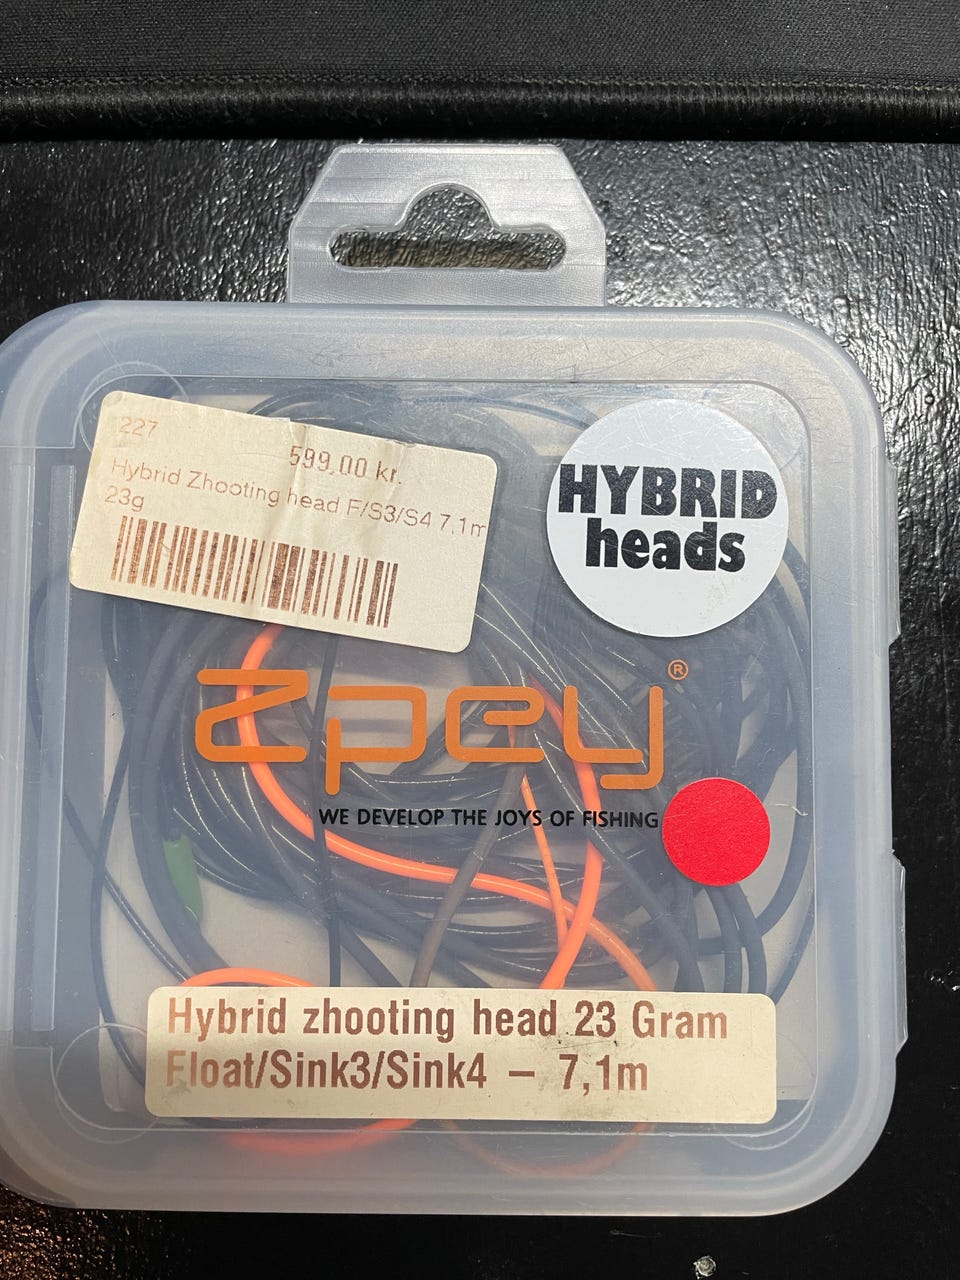 227
599,00 kr.
Hybrid Zhooting head F/S3/S4 7,1m
23g
HYBRID
heads
Zpey®
WE DEVELOP THE JOYS OF FISHING
Hybrid zhooting head 23 Gram
Float/Sink3/Sink4 – 7,1m